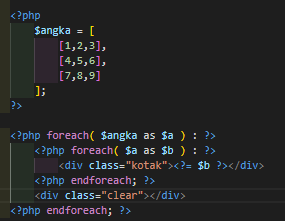 <?php
$angka = [
[1,2,3],
[4,5,6],
[7,8,9]
];
?>
<?php foreach( $angka as $a ) : ?>
<?php foreach( $a as $b ) : ?>
<div class="kotak"><?= $b ?></div>
<?php endforeach; ?>
<div class="clear"></div>
<?php endforeach; ?>